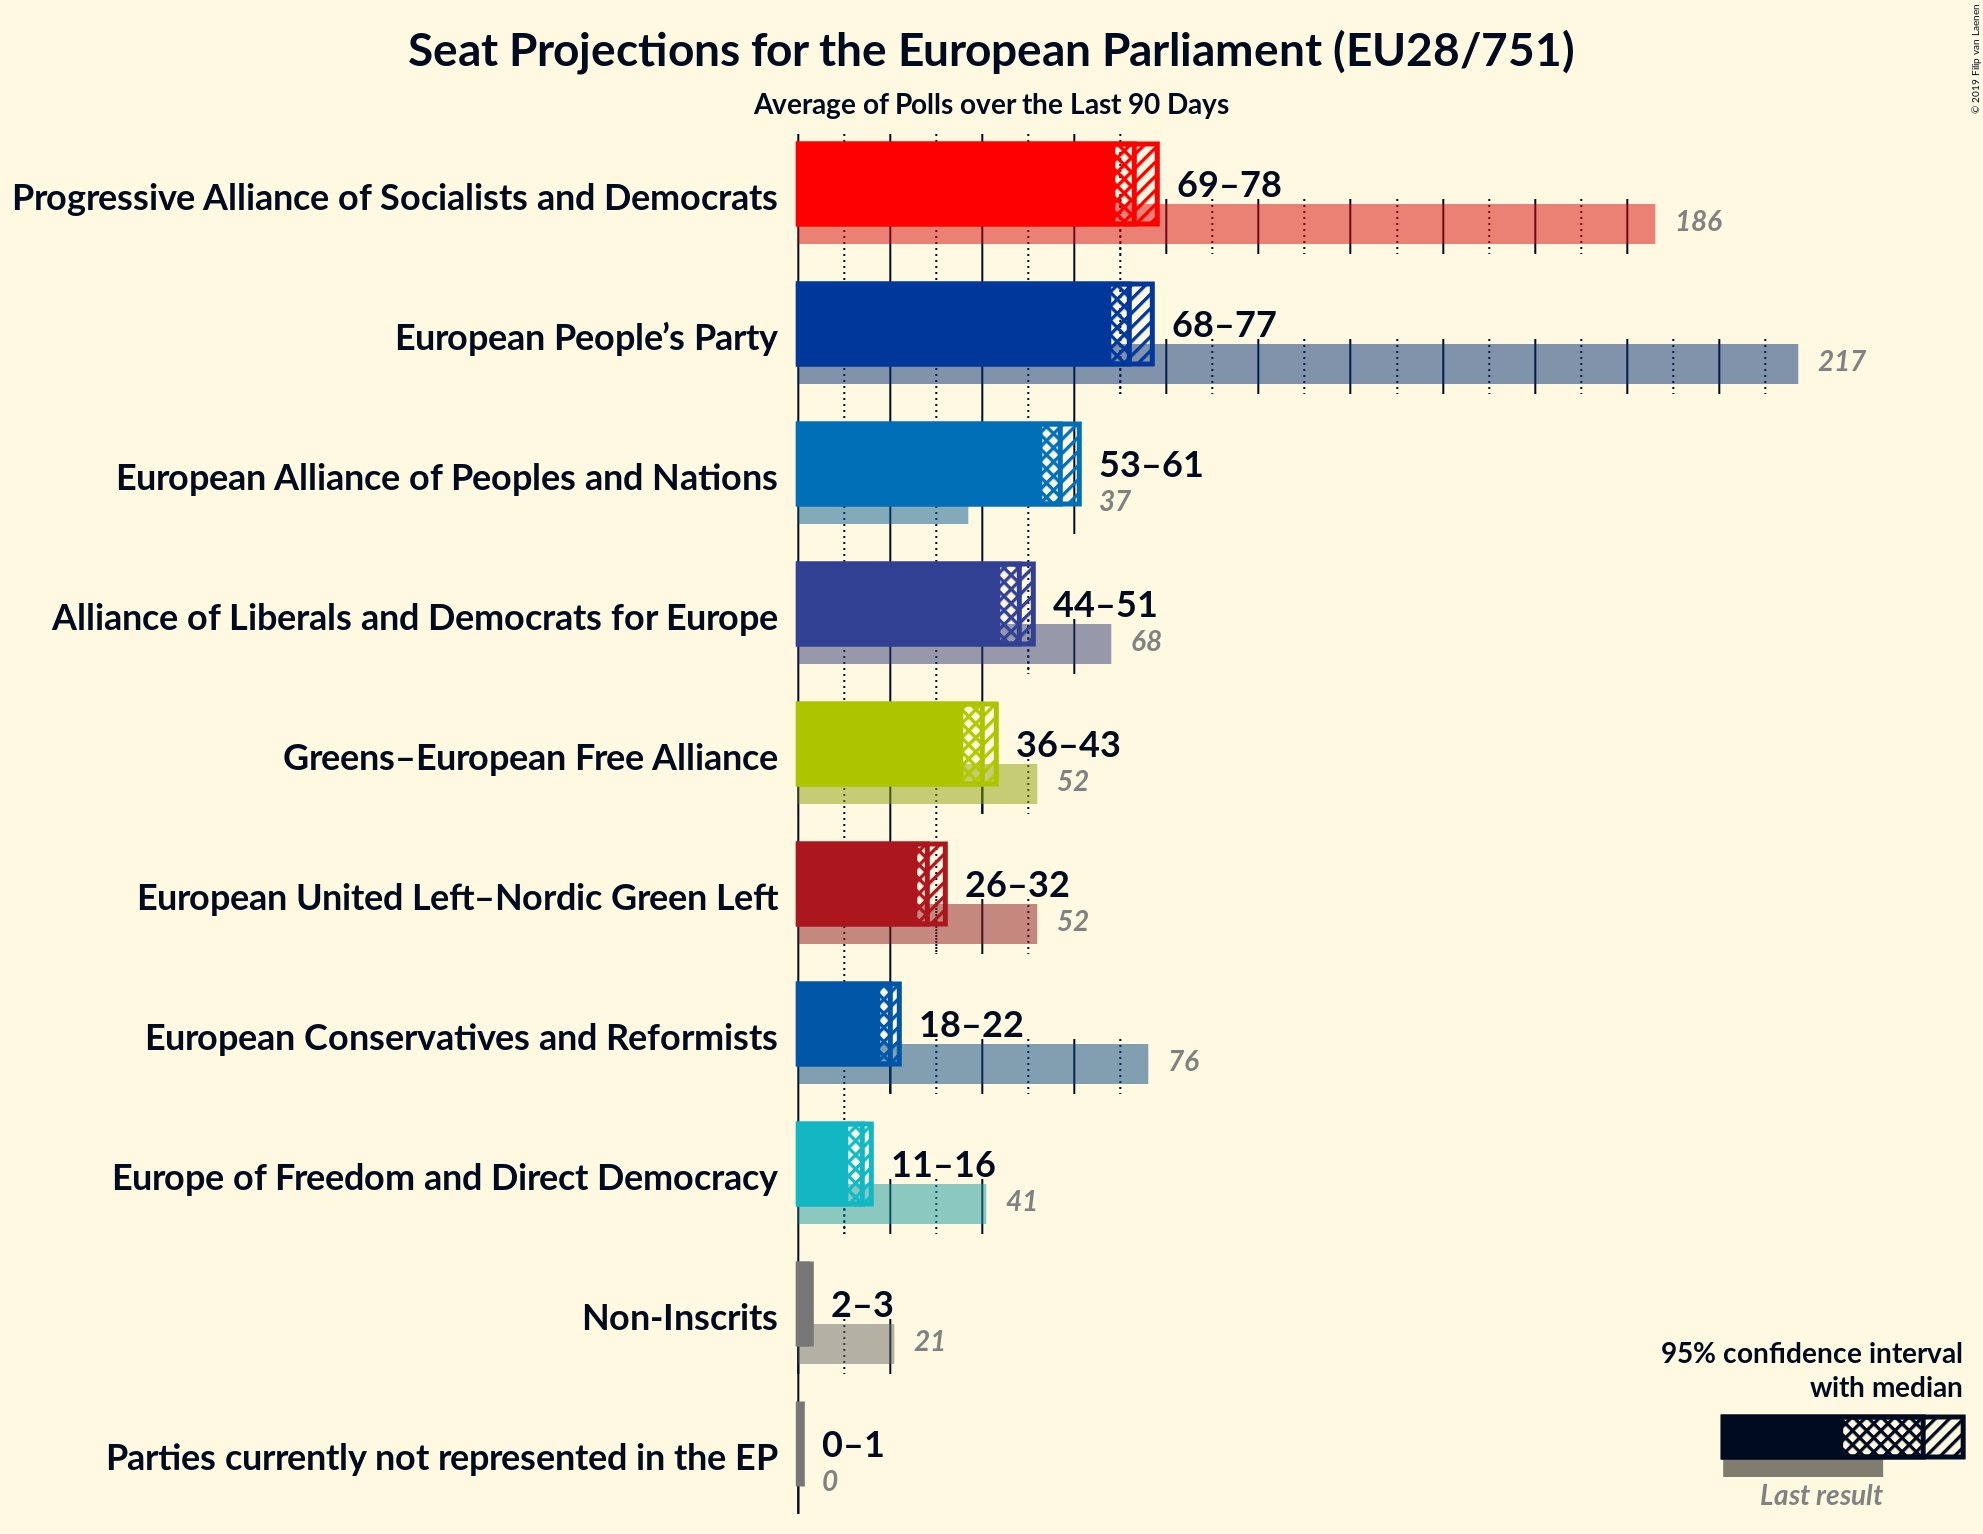 Seat Projections for the European Parliament (EU28/751)
Average of Polls over the Last 90 Days
© 2019 Filip van Laenen
Progressive Alliance of Socialists and Democrats
69–78
186
European People’s Party
68–77
217
European Alliance of Peoples and Nations
53–61
37
Alliance of Liberals and Democrats for Europe
44–51
68
Greens–European Free Alliance
36–43
52
European United Left–Nordic Green Left
26–32
52
European Conservatives and Reformists
18–22
76
Europe of Freedom and Direct Democracy
11–16
41
Non-Inscrits
2–3
21
Parties currently not represented in the EP
0–1
0
95% confidence interval
with median
Last result